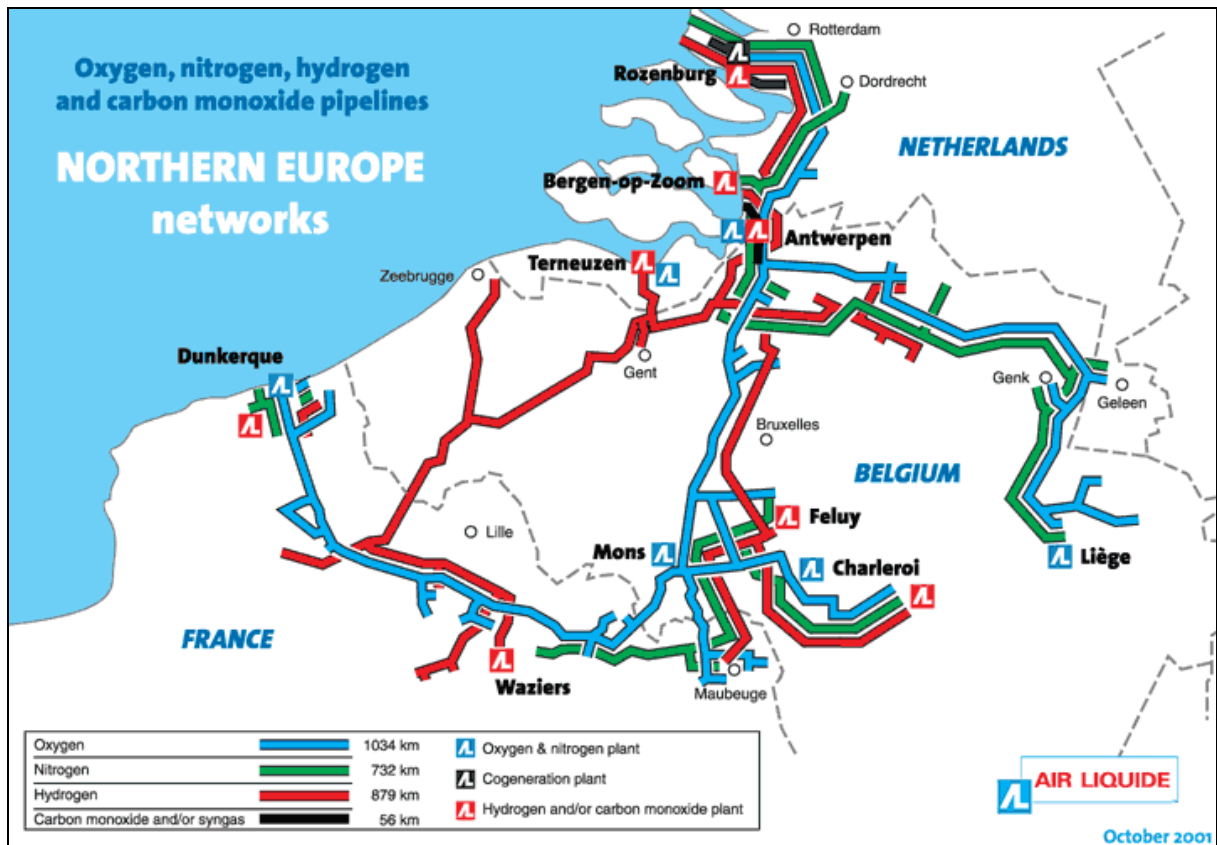 Oxygen, nitrogen, hydrogen
and carbon monoxide pipelines
NORTHERN EUROPE
networks
Rotterdam
Rozenburg
Dordrecht
NETHERLANDS
Bergen-op-Zoom
Antwerpen
Terneuzen
Zeebrugge
Dunkerque
Gent
Genk
Geleen
Bruxelles
BELGIUM
Lille
Feluy
Mons
Charleroi
Liège
FRANCE
Waziers
Maubeuge
Oxygen 1034 km
Nitrogen 732 km
Hydrogen 879 km
Carbon monoxide and/or syngas 56 km
Oxygen & nitrogen plant
Cogeneration plant
Hydrogen and/or carbon monoxide plant
AIR LIQUIDE
October 2001